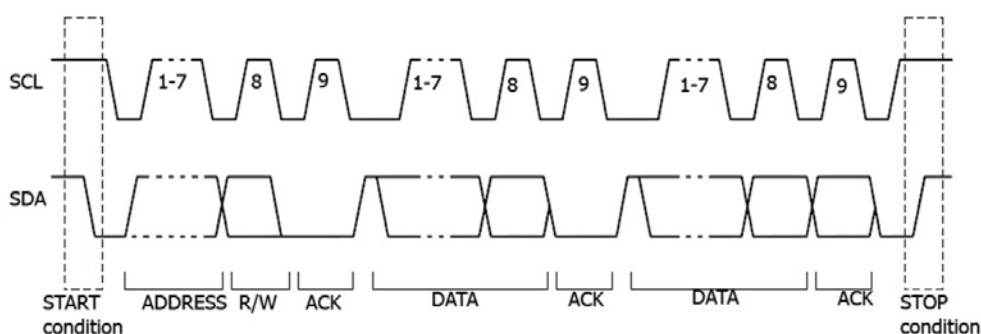 SCL
1-7 8 9 1-7 8 9 1-7 8 9
SDA
START
condition
ADDRESS R/W ACK DATA ACK DATA ACK
STOP
condition